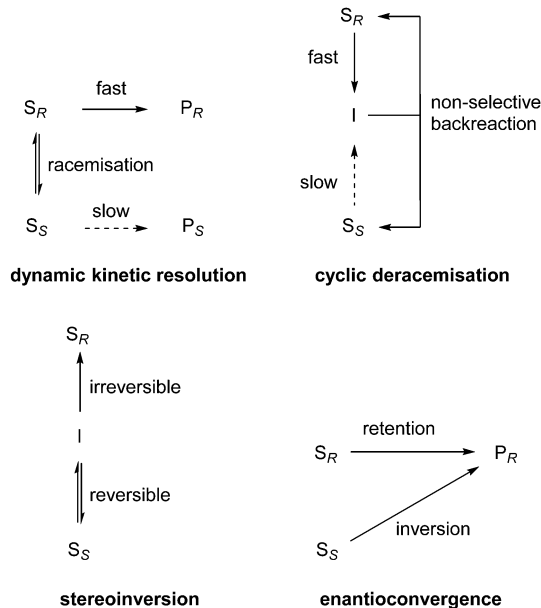 S_R fast P_R
racemisation
S_S slow P_S
dynamic kinetic resolution
S_R
fast
I
non-selective
backreaction
slow
S_S
cyclic deracemisation
S_R
irreversible
I
reversible
S_S
stereoinversion
S_R retention P_R
inversion
S_S
enantioconvergence